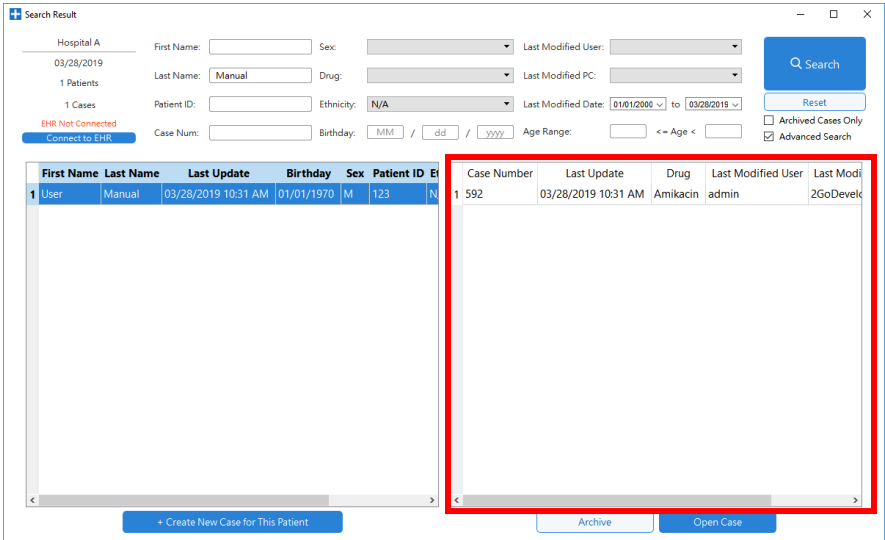 Search Result
Hospital A
03/28/2019
1 Patients
1 Cases
EHR Not Connected
Connect to EHR
First Name:
Sex:
Last Modified User:
Last Name: Manual
Drug:
Last Modified PC:
Patient ID:
Ethnicity: N/A
Last Modified Date: 01/01/2000 to 03/28/2019
Case Num:
Birthday: MM / dd / yyyy
Age Range: <= Age <
Search
Reset
Archived Cases Only
Advanced Search
First Name Last Name Last Update Birthday Sex Patient ID Et
1 User Manual 03/28/2019 10:31 AM 01/01/1970 M 123 N
Case Number Last Update Drug Last Modified User Last Modi
1 592 03/28/2019 10:31 AM Amikacin admin 2GoDevelo
+ Create New Case for This Patient
Archive
Open Case